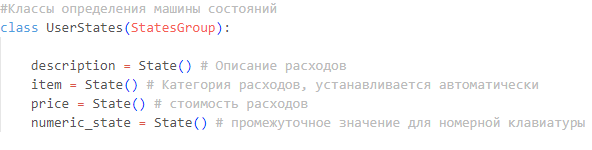 #Классы определения машины состояний
class UserStates(StatesGroup):
description = State() # Описание расходов
item = State() # Категория расходов, устанавливается автоматически
price = State() # стоимость расходов
numeric_state = State() # промежуточное значение для номерной клавиатуры